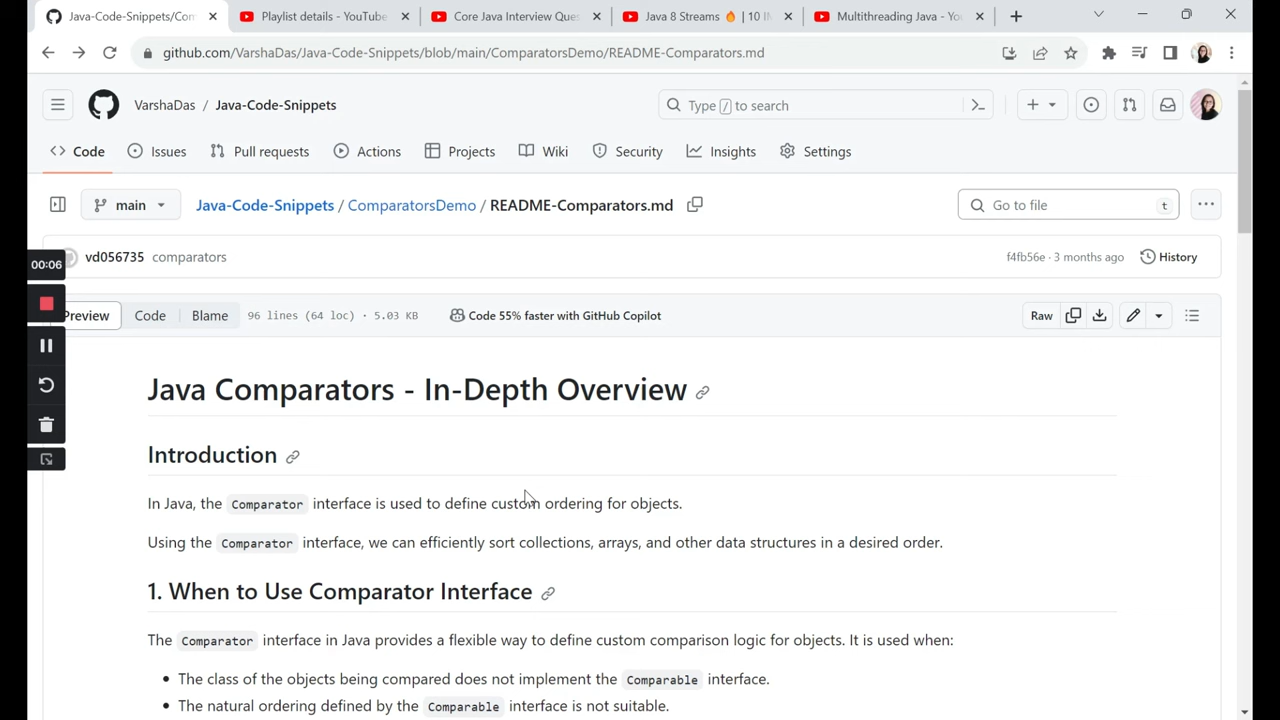 Java-Code-Snippets/Com
Playlist details - YouTube
Core Java Interview Ques
Java 8 Streams 🔥 | 10 I
Multithreading Java - Yo
github.com/VarshaDas/Java-Code-Snippets/blob/main/ComparatorsDemo/README-Comparators.md
VarshaDas / Java-Code-Snippets
Type / to search
Code
Issues
Pull requests
Actions
Projects
Wiki
Security
Insights
Settings
main
Java-Code-Snippets / ComparatorsDemo / README-Comparators.md
Go to file
t
vd056735 comparators
f4fb56e · 3 months ago
History
00:06
Preview
Code
Blame
96 lines (64 loc) · 5.03 KB
Code 55% faster with GitHub Copilot
Raw
Java Comparators - In-Depth Overview
Introduction
In Java, the Comparator interface is used to define custom ordering for objects.
Using the Comparator interface, we can efficiently sort collections, arrays, and other data structures in a desired order.
1. When to Use Comparator Interface
The Comparator interface in Java provides a flexible way to define custom comparison logic for objects. It is used when:
• The class of the objects being compared does not implement the Comparable interface.
• The natural ordering defined by the Comparable interface is not suitable.